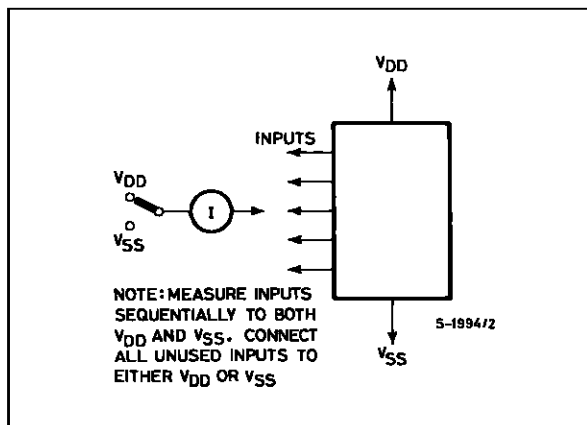 VDD
INPUTS
VDD
I
VSS
NOTE: MEASURE INPUTS
SEQUENTIALLY TO BOTH
VDD AND VSS. CONNECT
ALL UNUSED INPUTS TO
EITHER VDD OR VSS
S-1994/2
VSS